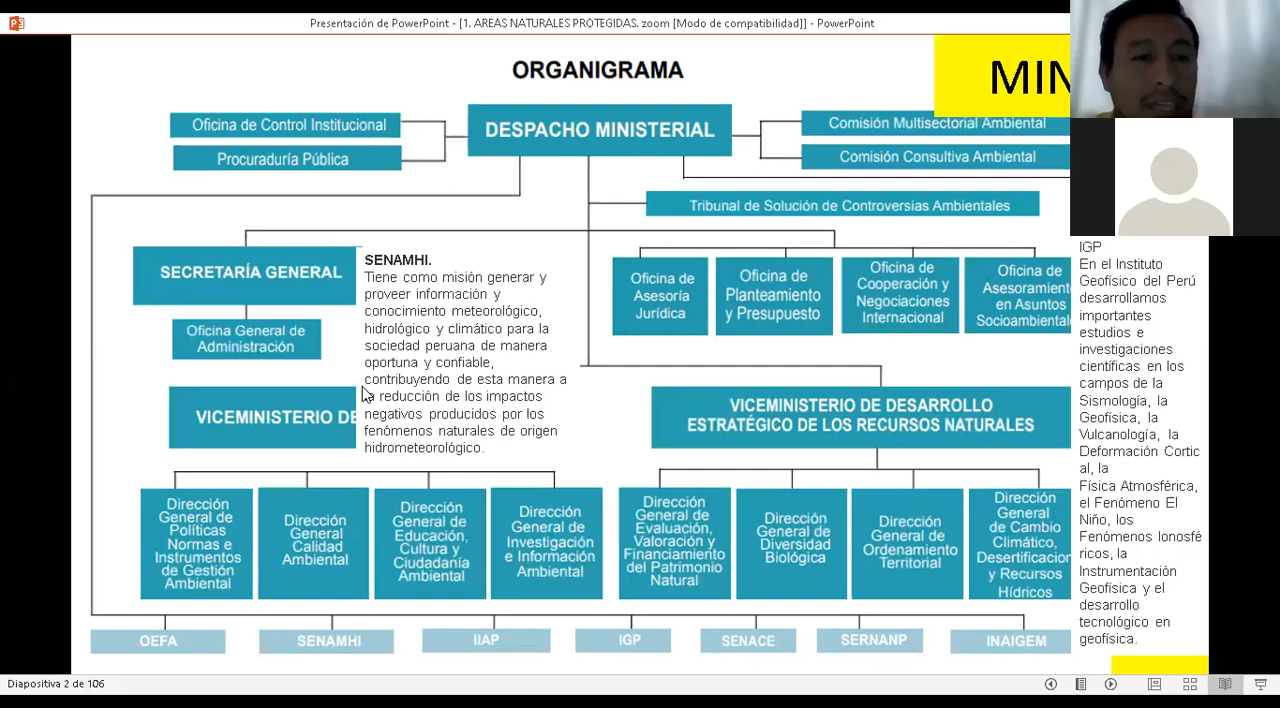 Presentación de PowerPoint - [1. AREAS NATURALES PROTEGIDAS. zoom [Modo de compatibilidad]] - PowerPoint
ORGANIGRAMA
MIN
Oficina de Control Institucional
Procuraduría Pública
DESPACHO MINISTERIAL
Comisión Multisectorial Ambiental
Comisión Consultiva Ambiental
Tribunal de Solución de Controversias Ambientales
SECRETARÍA GENERAL
Oficina General de
Administración
SENAMHI.
Tiene como misión generar y
proveer información y
conocimiento meteorológico,
hidrológico y climático para la
sociedad peruana de manera
oportuna y confiable,
contribuyendo de esta manera a
la reducción de los impactos
negativos producidos por los
fenómenos naturales de origen
hidrometeorológico.
Oficina de
Asesoría
Jurídica
Oficina de
Planteamiento
y Presupuesto
Oficina de
Cooperación y
Negociaciones
Internacional
Oficina de
Asesoramiento
en Asuntos
Socioambiental
IGP
En el Instituto
Geofísico del Perú
desarrollamos
importantes
estudios e
investigaciones
científicas en los
campos de la
Sismología, la
Geofísica, la
Vulcanología, la
Deformación Cortic
al, la
Física Atmosférica,
el Fenómeno El
Niño, los
Fenómenos Ionosfé
ricos, la
Instrumentación
Geofísica y el
desarrollo
tecnológico en
geofísica.
VICEMINISTERIO DE
VICEMINISTERIO DE DESARROLLO
ESTRATÉGICO DE LOS RECURSOS NATURALES
Dirección
General de
Políticas
Normas e
Instrumentos
de Gestión
Ambiental
Dirección
General
Calidad
Ambiental
Dirección
General de
Educación,
Cultura y
Ciudadanía
Ambiental
Dirección
General de
Investigación
e Información
Ambiental
Dirección
General de
Evaluación,
Valoración y
Financiamiento
del Patrimonio
Natural
Dirección
General de
Diversidad
Biológica
Dirección
General de
Ordenamiento
Territorial
Dirección
General
de Cambio
Climático,
Desertificacion
y Recursos
Hídricos
OEFA
SENAMHI
IIAP
IGP
SENACE
SERNANP
INAIGEM
Diapositiva 2 de 106